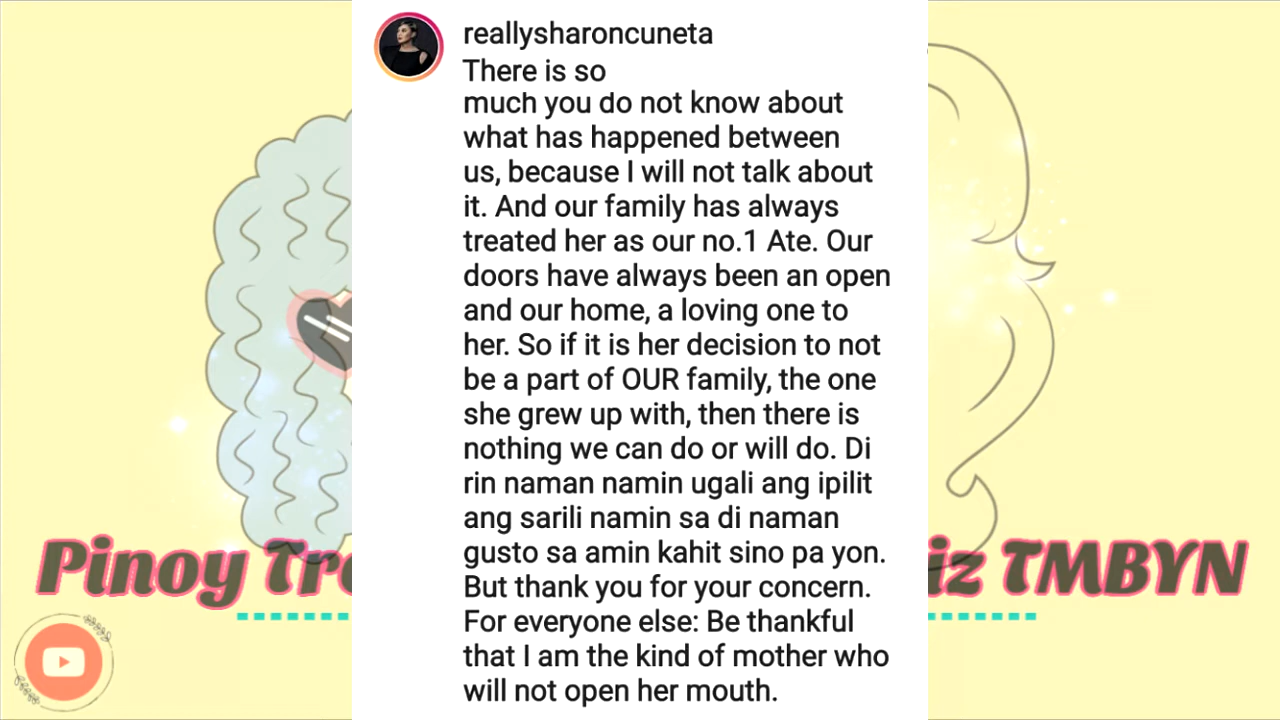 reallysharoncuneta
There is so
much you do not know about
what has happened between
us, because I will not talk about
it. And our family has always
treated her as our no.1 Ate. Our
doors have always been an open
and our home, a loving one to
her. So if it is her decision to not
be a part of OUR family, the one
she grew up with, then there is
nothing we can do or will do. Di
rin naman namin ugali ang ipilit
ang sarili namin sa di naman
gusto sa amin kahit sino pa yon.
But thank you for your concern.
For everyone else: Be thankful
that I am the kind of mother who
will not open her mouth.
Pinoy TMBYN